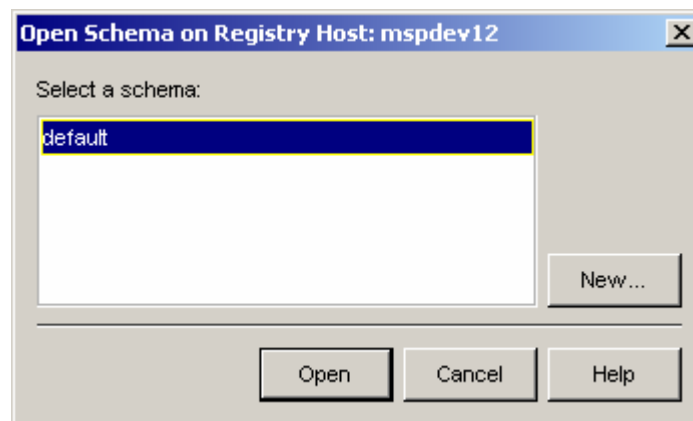 Open Schema on Registry Host: mspdev12
Select a schema:
default
New...
Open Cancel Help